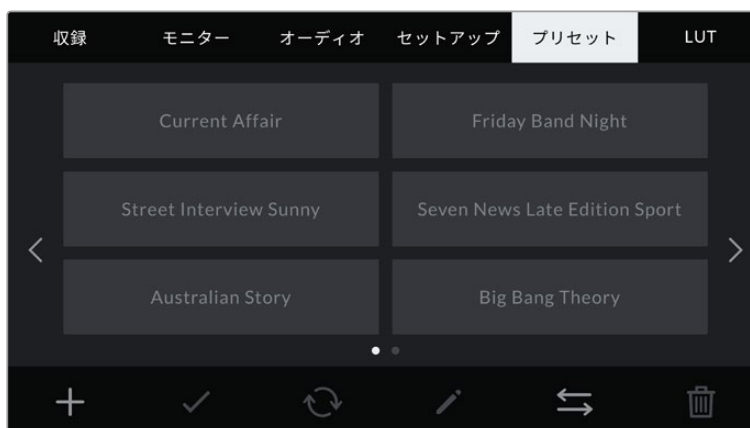 収録 モニター オーディオ セットアップ プリセット LUT
Current Affair Friday Band Night
Street Interview Sunny Seven News Late Edition Sport
Australian Story Big Bang Theory